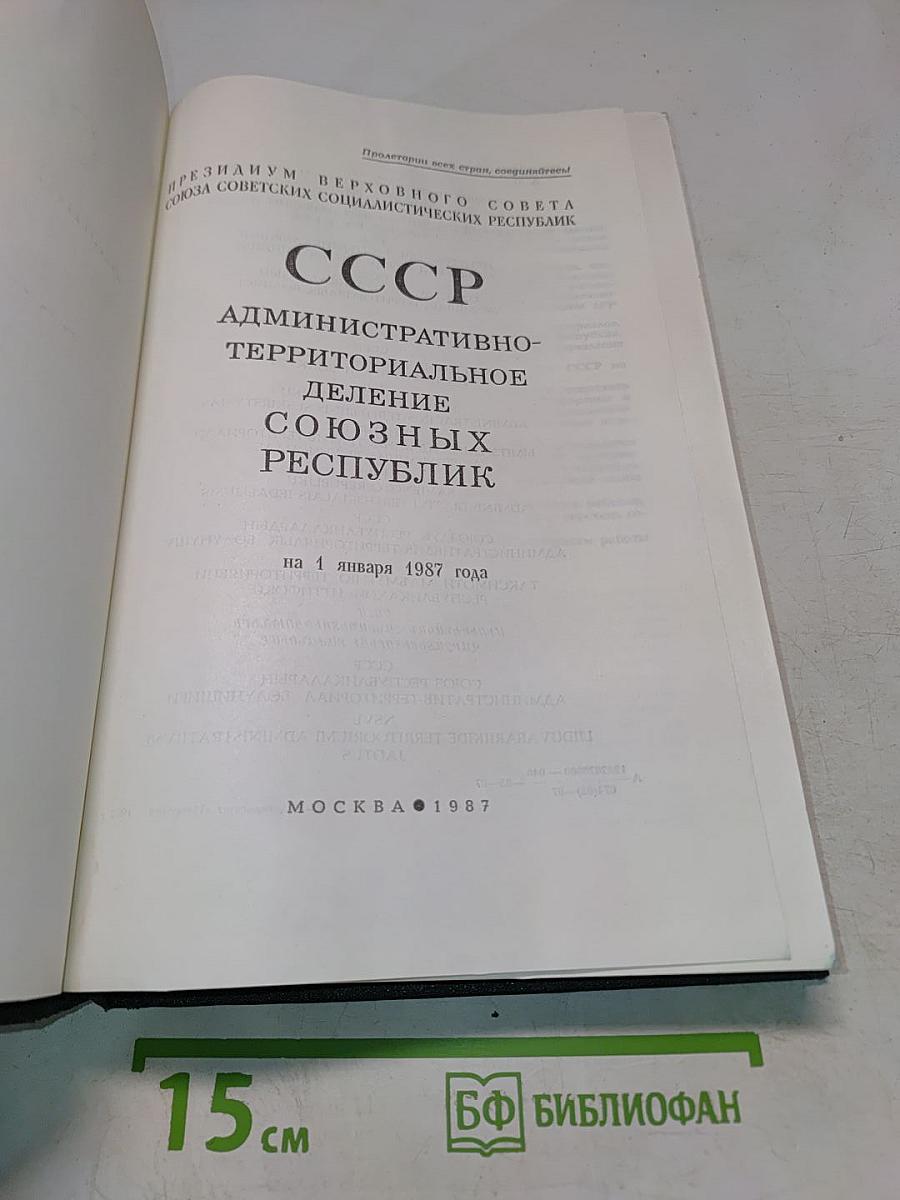 Пролетарии всех стран, соединяйтесь!
ПРЕЗИДИУМ ВЕРХОВНОГО СОВЕТА
СОЮЗА СОВЕТСКИХ СОЦИАЛИСТИЧЕСКИХ РЕСПУБЛИК
СССР
АДМИНИСТРАТИВНО-
ТЕРРИТОРИАЛЬНОЕ
ДЕЛЕНИЕ
СОЮЗНЫХ
РЕСПУБЛИК
на 1 января 1987 года
МОСКВА ● 1987
15 см
БФ БИБЛИОФАН